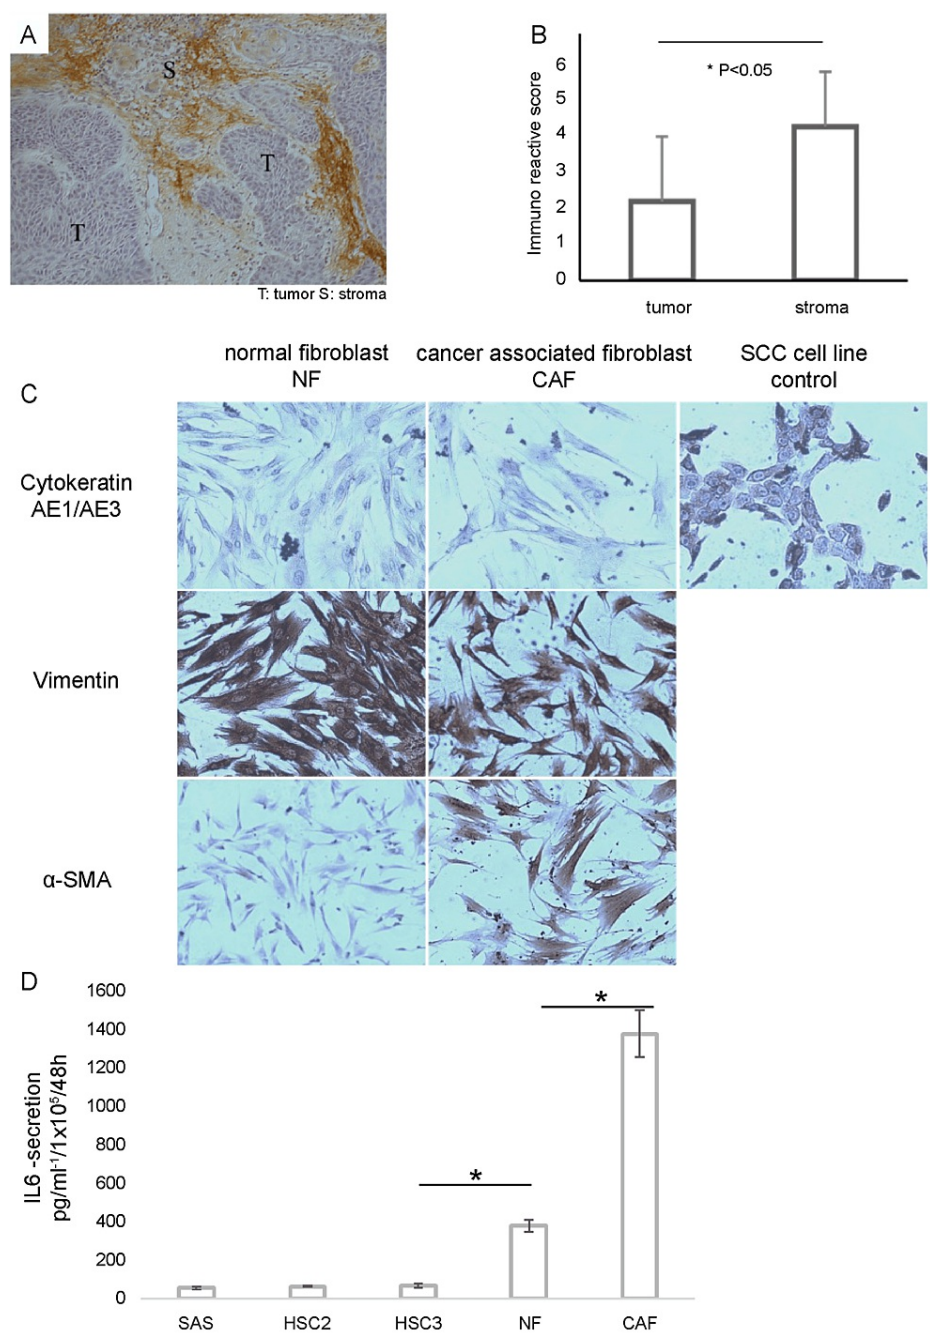 A
S
T
T
T: tumor S: stroma
B
* P<0.05
Immuno reactive score
6
5
4
3
2
1
0
tumor
stroma
normal fibroblast
NF
cancer associated fibroblast
CAF
SCC cell line
control
C
Cytokeratin
AE1/AE3
Vimentin
α-SMA
D
IL6 -secretion
pg/ml⁻¹/1x10⁵/48h
1600
1400
1200
1000
800
600
400
200
0
*
*
SAS
HSC2
HSC3
NF
CAF